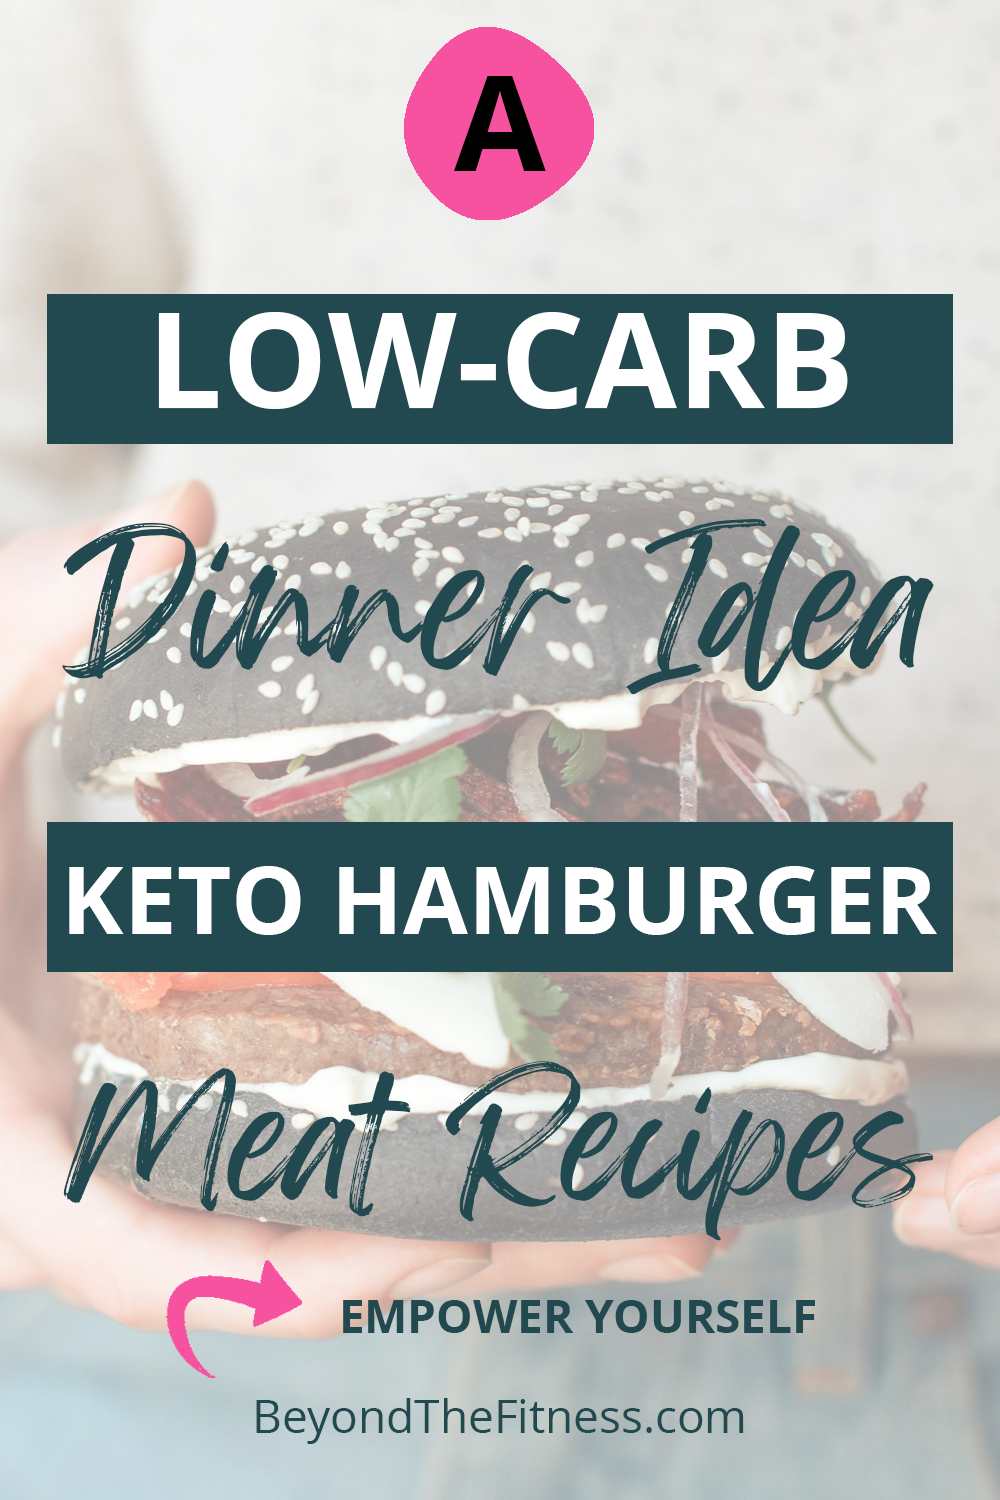 A
LOW-CARB
Dinner Idea
KETO HAMBURGER
Meat Recipes
EMPOWER YOURSELF
BeyondTheFitness.com